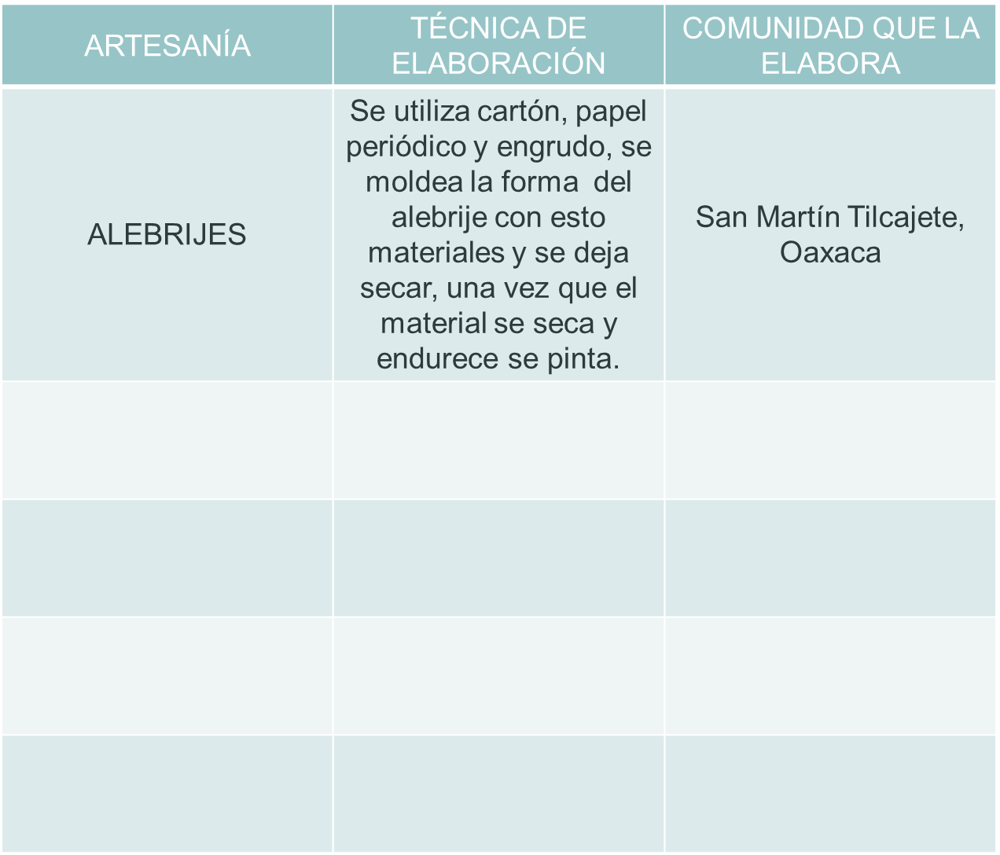 ARTESANÍA
TÉCNICA DE
ELABORACIÓN
COMUNIDAD QUE LA
ELABORA
ALEBRIJES
Se utiliza cartón, papel
periódico y engrudo, se
moldea la forma  del
alebrije con esto
materiales y se deja
secar, una vez que el
material se seca y
endurece se pinta.
San Martín Tilcajete,
Oaxaca